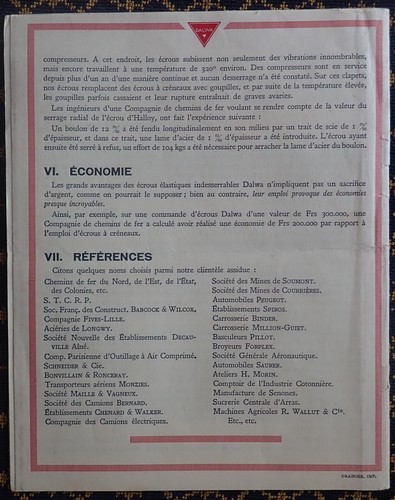 DALWA
compresseurs. A cet endroit, les écrous subissent non seulement des vibrations innombrables,
mais encore travaillent à une température de 320° environ. Des compresseurs sont en service
depuis plus d'un an d'une manière continue et aucun desserrage n'a été constaté. Sur ces clapets,
nos écrous remplacent des écrous à créneaux avec goupilles, et par suite de la température élevée,
les goupilles parfois cassaient et leur rupture entraînait de graves avaries.
Les ingénieurs d'une Compagnie de chemins de fer voulant se rendre compte de la valeur du
serrage radial de l'écrou d'Halloy, ont fait l'expérience suivante :
Un boulon de 12 m/m a été fendu longitudinalement en son milieu par un trait de scie de 1 m/m
d'épaisseur, et dans ce trait, une lame d'acier de 1 m/m d'épaisseur a été introduite. L'écrou ayant
ensuite été serré à refus, un effort de 104 kgs a été nécessaire pour arracher la lame d'acier du boulon.
VI. ÉCONOMIE
Les grands avantages des écrous élastiques indesserrables Dalwa n'impliquent pas un sacrifice
d'argent, comme on pourrait le supposer ; bien au contraire, leur emploi provoque des économies
presque incroyables.
Ainsi, par exemple, sur une commande d'écrous Dalwa d'une valeur de Frs 300.000, une
Compagnie de chemins de fer a calculé avoir réalisé une économie de Frs 200.000 par rapport à
l'emploi d'écrous à créneaux.
VII. RÉFÉRENCES
Citons quelques noms choisis parmi notre clientèle assidue :
Chemins de fer du Nord, de l'Est, de l'État,
des Colonies, etc.
S. T. C. R. P.
Soc. Franç. des Construct. BABCOCK & WILCOX.
Compagnie FIVES-LILLE.
Aciéries de LONGWY.
Société Nouvelle des Établissements DECAU-
VILLE Aîné.
Comp. Parisienne d'Outillage à Air Comprimé.
SCHNEIDER & Cie.
BONVILLAIN & RONCERAY.
Transporteurs aériens MONZIES.
Société MAILLE & VAGNEUX.
Société des Camions BERNARD.
Établissements CHENARD & WALKER.
Compagnie des Camions électriques.
Société des Mines de SOUMONT.
Société des Mines de COURRIÈRES.
Automobiles PEUGEOT.
Établissements SPIROS.
Carrosserie BINDER.
Carrosserie MILLION-GUIET.
Basculeurs PILLOT.
Broyeurs FORPLEX.
Société Générale Aéronautique.
Automobiles SAURER.
Ateliers H. MORIN.
Comptoir de l'Industrie Cotonnière.
Manufacture de Senones.
Sucrerie Centrale d'Arras.
Machines Agricoles R. WALLUT & Cie.
Etc., etc.